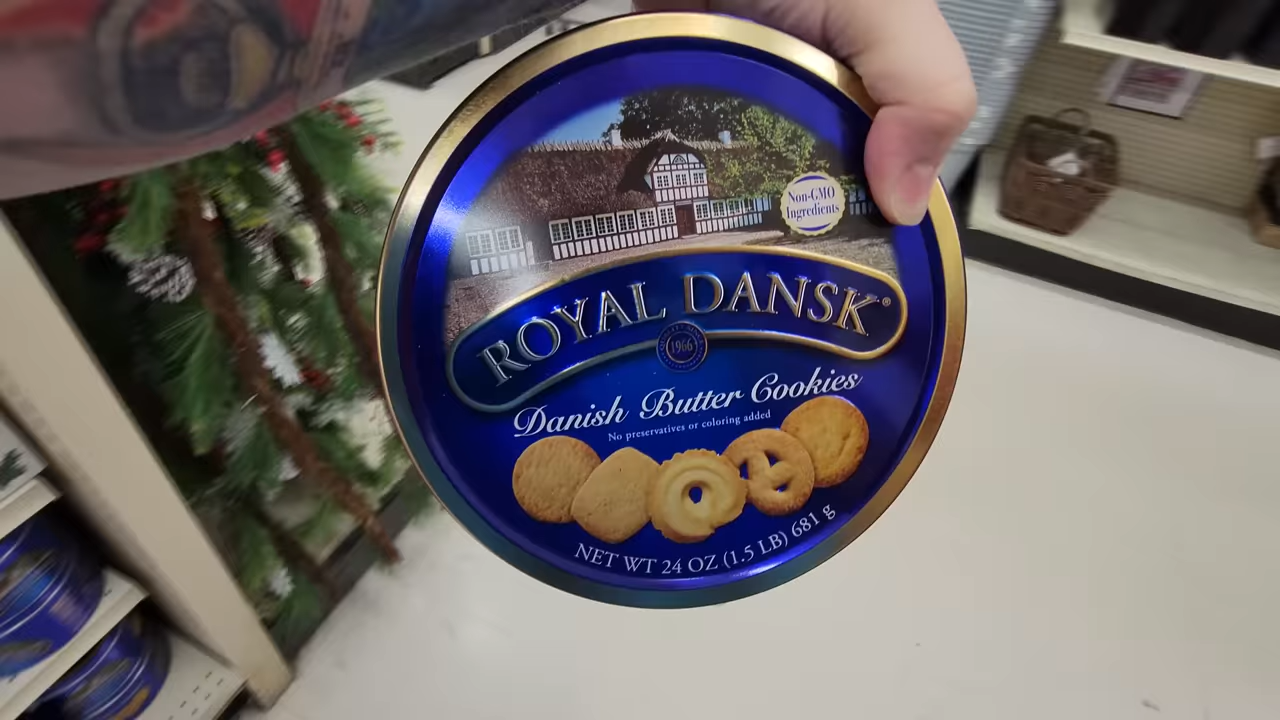 Non-GMO
Ingredients
ROYAL DANSK®
1966
Danish Butter Cookies
No preservatives or coloring added
NET WT 24 OZ (1.5 LB) 681 g